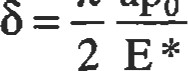 δ = π/2 ap₀/E*